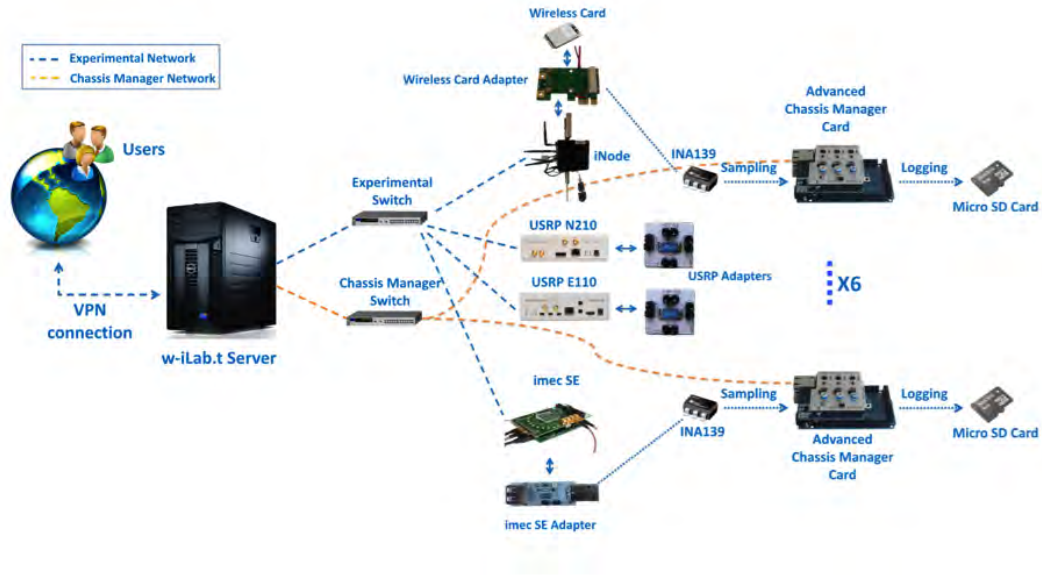 Wireless Card
Experimental Network
Chassis Manager Network
Wireless Card Adapter
Advanced
Chassis Manager
Card
Users
iNode
INA139
Sampling
Logging
Micro SD Card
Experimental
Switch
USRP N210
USRP Adapters
USRP E110
X6
Chassis Manager
Switch
VPN
connection
w-iLab.t Server
imec SE
INA139
Sampling
Logging
Micro SD Card
Advanced
Chassis Manager
Card
imec SE Adapter